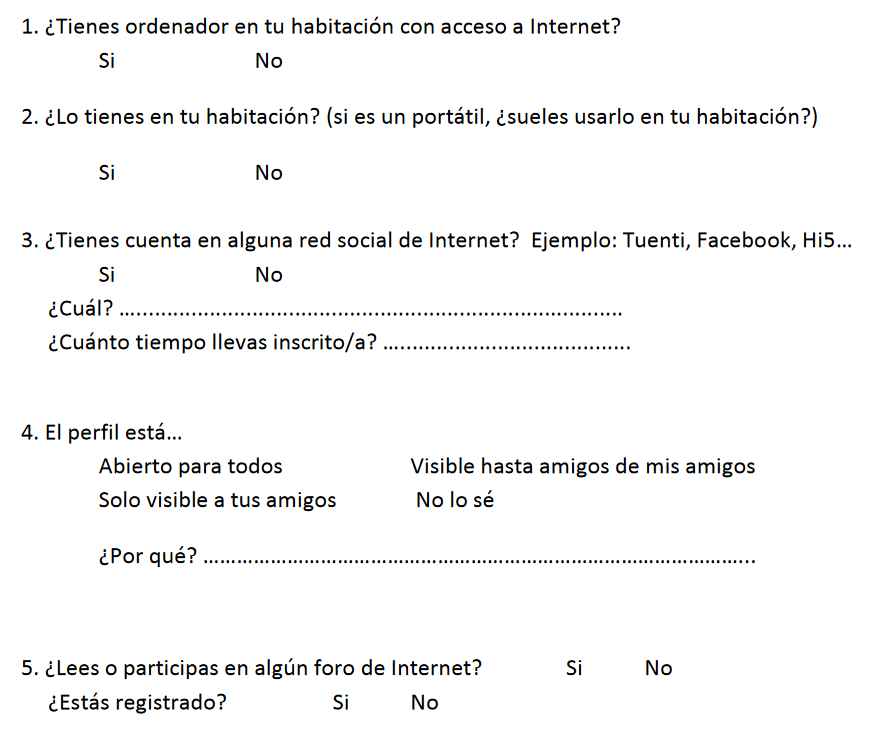 1. ¿Tienes ordenador en tu habitación con acceso a Internet?
Si No
2. ¿Lo tienes en tu habitación? (si es un portátil, ¿sueles usarlo en tu habitación?)
Si No
3. ¿Tienes cuenta en alguna red social de Internet? Ejemplo: Tuenti, Facebook, Hi5...
Si No
¿Cuál? ................................................................................
¿Cuánto tiempo llevas inscrito/a? ........................................
4. El perfil está...
Abierto para todos Visible hasta amigos de mis amigos
Solo visible a tus amigos No lo sé
¿Por qué? ........................................................................................
5. ¿Lees o participas en algún foro de Internet? Si No
¿Estás registrado? Si No